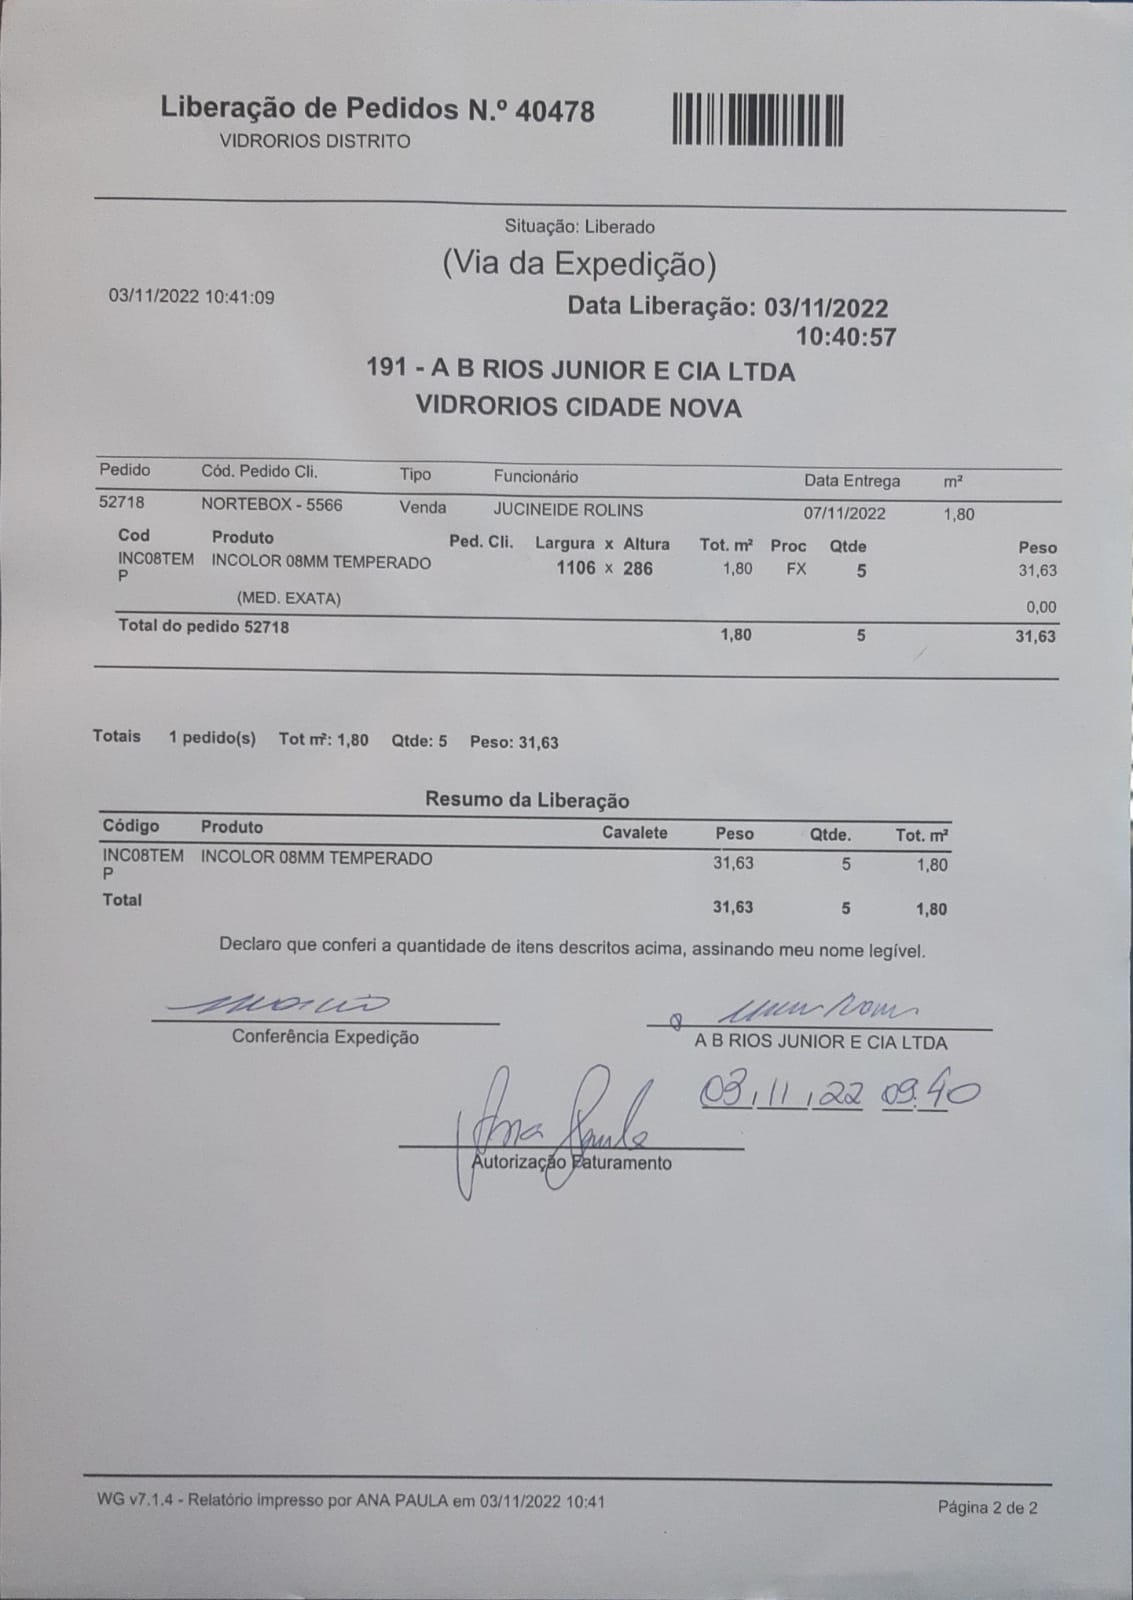 Liberação de Pedidos N.º 40478
VIDRORIOS DISTRITO
Situação: Liberado
(Via da Expedição)
03/11/2022 10:41:09
Data Liberação: 03/11/2022
10:40:57
191 - A B RIOS JUNIOR E CIA LTDA
VIDRORIOS CIDADE NOVA
Pedido Cód. Pedido Cli. Tipo Funcionário Data Entrega m²
52718 NORTEBOX - 5566 Venda JUCINEIDE ROLINS 07/11/2022 1,80
Cod Produto Ped. Cli. Largura x Altura Tot. m² Proc Qtde Peso
INC08TEM INCOLOR 08MM TEMPERADO 1106 x 286 1,80 FX 5 31,63
P
(MED. EXATA) 0,00
Total do pedido 52718 1,80 5 31,63
Totais 1 pedido(s) Tot m²: 1,80 Qtde: 5 Peso: 31,63
Resumo da Liberação
Código Produto Cavalete Peso Qtde. Tot. m²
INC08TEM INCOLOR 08MM TEMPERADO 31,63 5 1,80
P
Total 31,63 5 1,80
Declaro que conferi a quantidade de itens descritos acima, assinando meu nome legível.
Conferência Expedição
A B RIOS JUNIOR E CIA LTDA
03,11,22 09.40
Ana Paula
Autorização Faturamento
WG v7.1.4 - Relatório impresso por ANA PAULA em 03/11/2022 10:41
Página 2 de 2